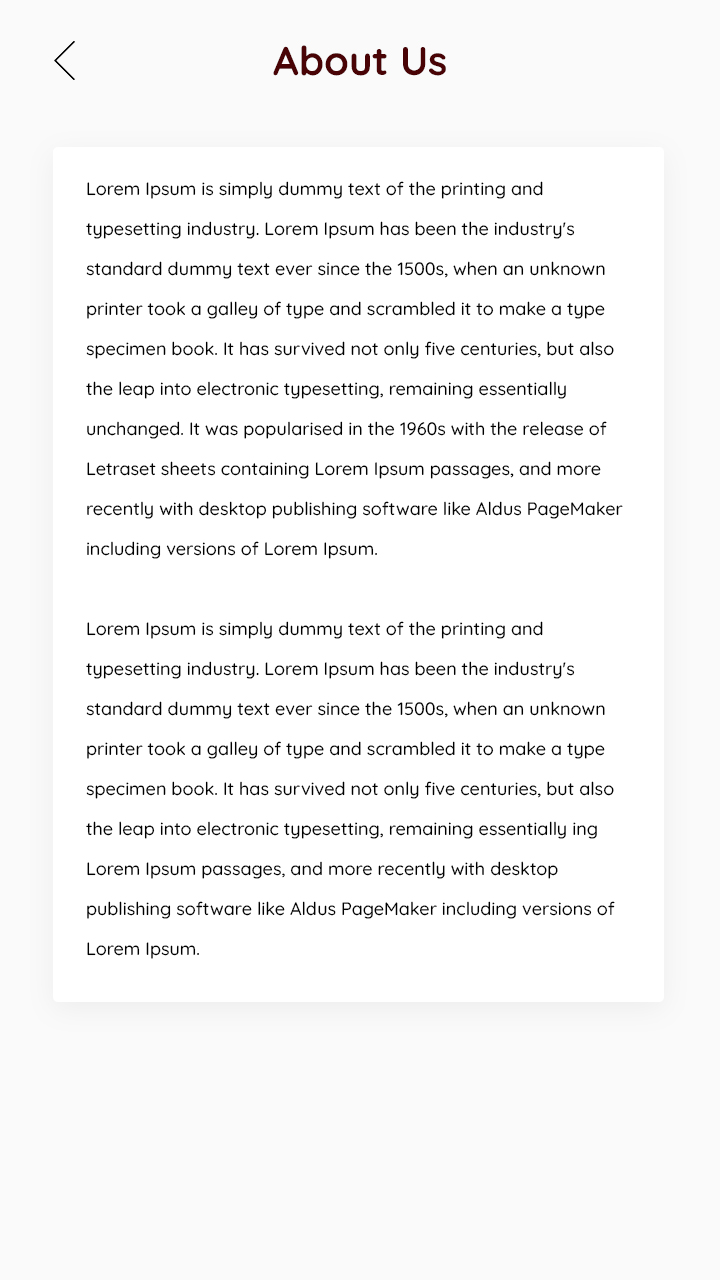 About Us
Lorem Ipsum is simply dummy text of the printing and
typesetting industry. Lorem Ipsum has been the industry's
standard dummy text ever since the 1500s, when an unknown
printer took a galley of type and scrambled it to make a type
specimen book. It has survived not only five centuries, but also
the leap into electronic typesetting, remaining essentially
unchanged. It was popularised in the 1960s with the release of
Letraset sheets containing Lorem Ipsum passages, and more
recently with desktop publishing software like Aldus PageMaker
including versions of Lorem Ipsum.
Lorem Ipsum is simply dummy text of the printing and
typesetting industry. Lorem Ipsum has been the industry's
standard dummy text ever since the 1500s, when an unknown
printer took a galley of type and scrambled it to make a type
specimen book. It has survived not only five centuries, but also
the leap into electronic typesetting, remaining essentially ing
Lorem Ipsum passages, and more recently with desktop
publishing software like Aldus PageMaker including versions of
Lorem Ipsum.